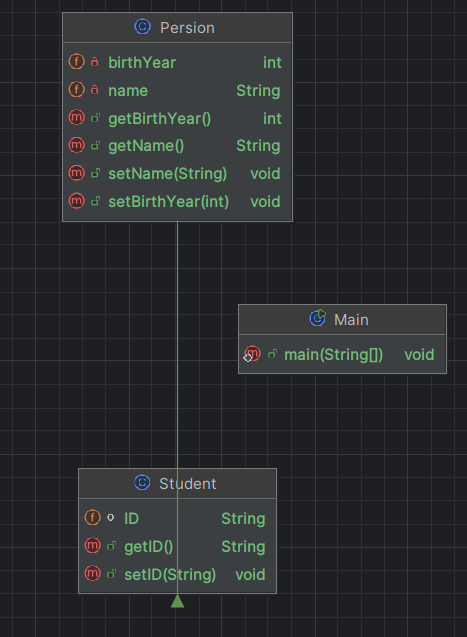 Persion
birthYear int
name String
getBirthYear() int
getName() String
setName(String) void
setBirthYear(int) void
Main
main(String[]) void
Student
ID String
getID() String
setID(String) void